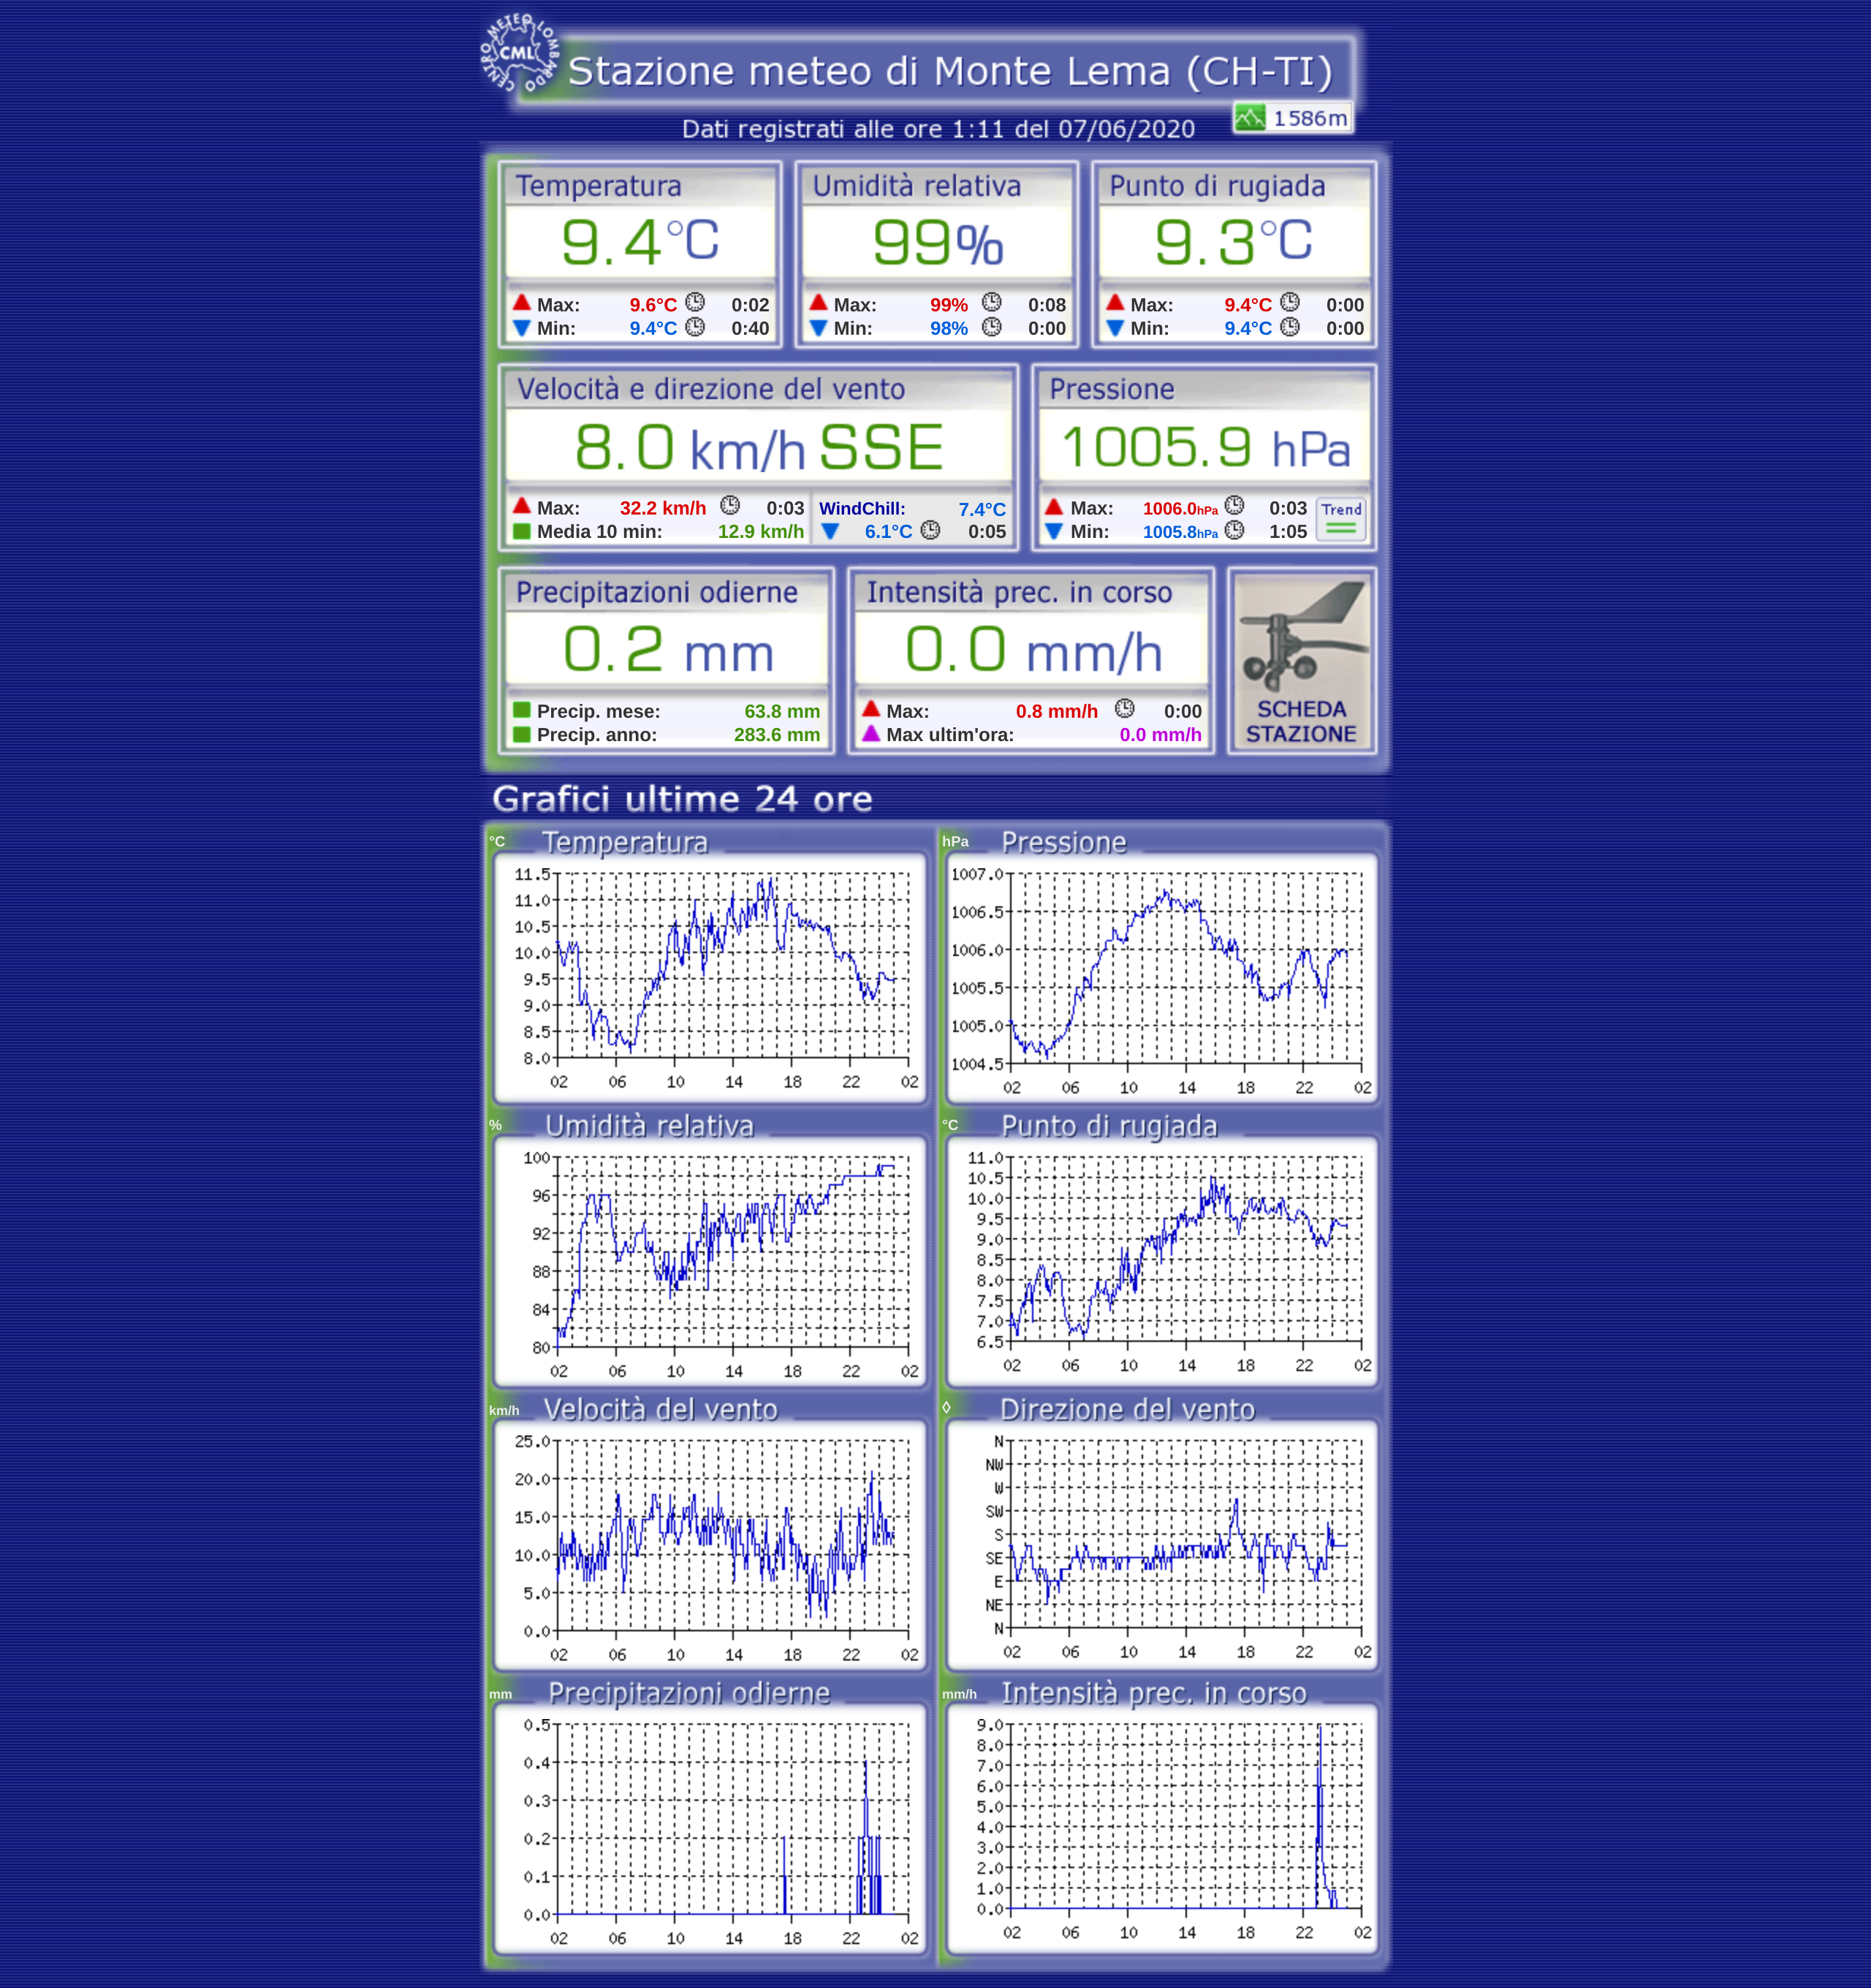 CENTRO METEO LOMBARDO
CML
Stazione meteo di Monte Lema (CH-TI)
1586m
Dati registrati alle ore 1:11 del 07/06/2020
Temperatura Umidità relativa Punto di rugiada
9.4°C 99% 9.3°C
Max: 9.6°C 0:02 Max: 99% 0:08 Max: 9.4°C 0:00
Min: 9.4°C 0:40 Min: 98% 0:00 Min: 9.4°C 0:00
Velocità e direzione del vento Pressione
8.0 km/h SSE 1005.9 hPa
Max: 32.2 km/h 0:03 WindChill: 7.4°C Max: 1006.0hPa 0:03 Trend
Media 10 min: 12.9 km/h 6.1°C 0:05 Min: 1005.8hPa 1:05
Precipitazioni odierne Intensità prec. in corso
0.2 mm 0.0 mm/h
Precip. mese: 63.8 mm Max: 0.8 mm/h 0:00 SCHEDA
Precip. anno: 283.6 mm Max ultim'ora: 0.0 mm/h STAZIONE
Grafici ultime 24 ore
°C Temperatura
11.5
11.0
10.5
10.0
9.5
9.0
8.5
8.0
02 06 10 14 18 22 02
hPa Pressione
1007.0
1006.5
1006.0
1005.5
1005.0
1004.5
02 06 10 14 18 22 02
% Umidità relativa
100
96
92
88
84
80
02 06 10 14 18 22 02
°C Punto di rugiada
11.0
10.5
10.0
9.5
9.0
8.5
8.0
7.5
7.0
6.5
02 06 10 14 18 22 02
km/h Velocità del vento
25.0
20.0
15.0
10.0
5.0
0.0
02 06 10 14 18 22 02
◊ Direzione del vento
N
NW
W
SW
S
SE
E
NE
N
02 06 10 14 18 22 02
mm Precipitazioni odierne
0.5
0.4
0.3
0.2
0.1
0.0
02 06 10 14 18 22 02
mm/h Intensità prec. in corso
9.0
8.0
7.0
6.0
5.0
4.0
3.0
2.0
1.0
0.0
02 06 10 14 18 22 02